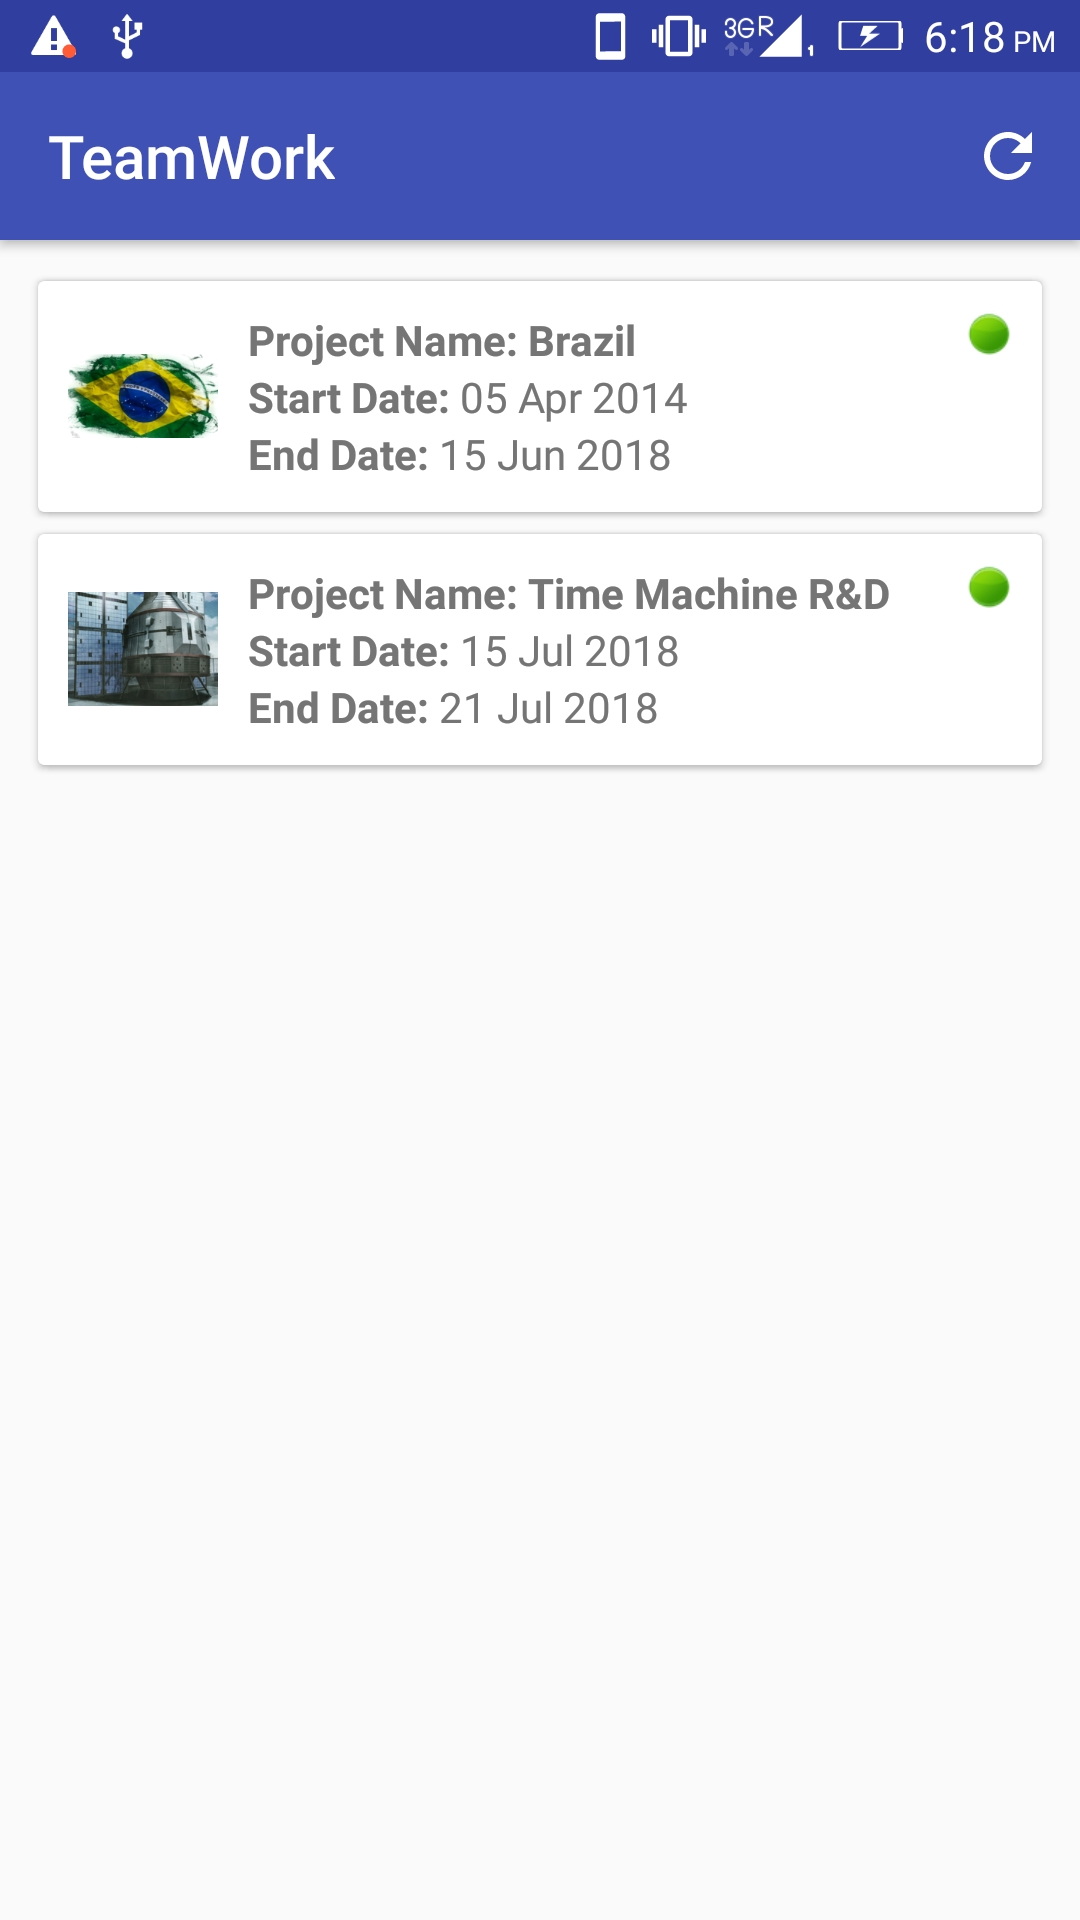 3G R 1 6:18 PM
TeamWork
Project Name: Brazil
Start Date: 05 Apr 2014
End Date: 15 Jun 2018
Project Name: Time Machine R&D
Start Date: 15 Jul 2018
End Date: 21 Jul 2018